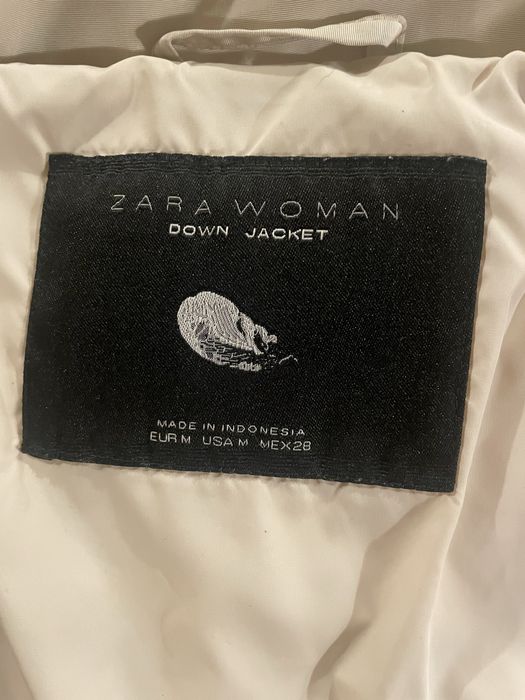 ZARA WOMAN
DOWN JACKET
MADE IN INDONESIA
EUR M USA M MEX 28